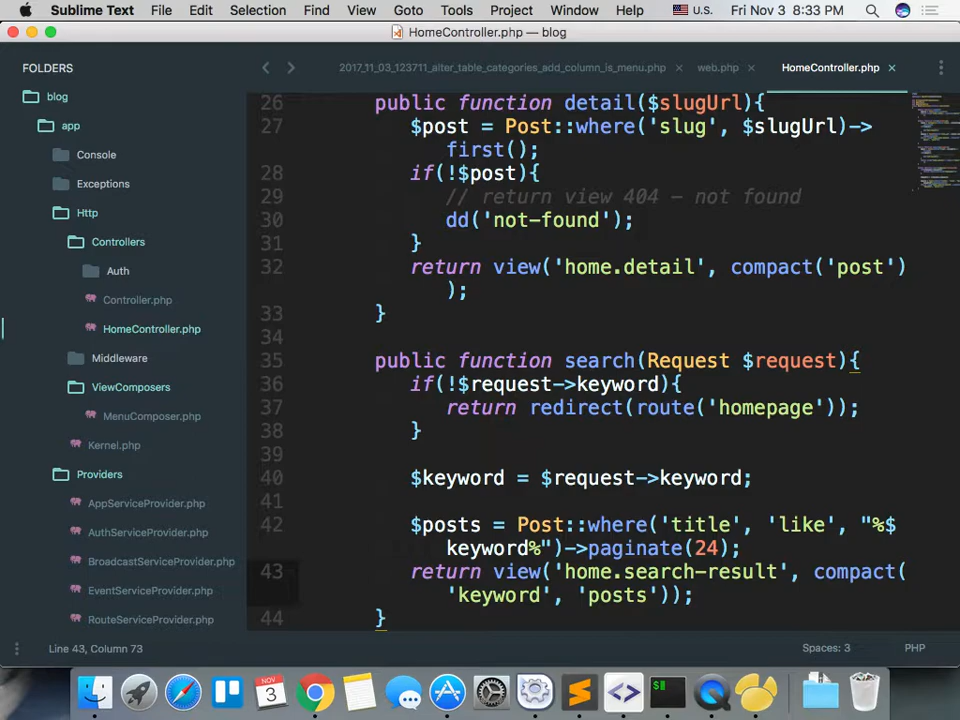 Sublime Text File Edit Selection Find View Goto Tools Project Window Help U.S. Fri Nov 3 8:33 PM
HomeController.php — blog
FOLDERS
blog
app
Console
Exceptions
Http
Controllers
Auth
Controller.php
HomeController.php
Middleware
ViewComposers
MenuComposer.php
Kernel.php
Providers
AppServiceProvider.php
AuthServiceProvider.php
BroadcastServiceProvider.php
EventServiceProvider.php
RouteServiceProvider.php
2017_11_03_123711_alter_table_categories_add_column_is_menu.php × web.php × HomeController.php ×
26 public function detail($slugUrl){
27 $post = Post::where('slug', $slugUrl)->
first();
28 if(!$post){
29 // return view 404 - not found
30 dd('not-found');
31 }
32 return view('home.detail', compact('post')
);
33 }
34
35 public function search(Request $request){
36 if(!$request->keyword){
37 return redirect(route('homepage'));
38 }
39
40 $keyword = $request->keyword;
41
42 $posts = Post::where('title', 'like', "%$
keyword%")->paginate(24);
43 return view('home.search-result', compact(
'keyword', 'posts'));
44 }
Line 43, Column 73 Spaces: 3 PHP
NOV
3